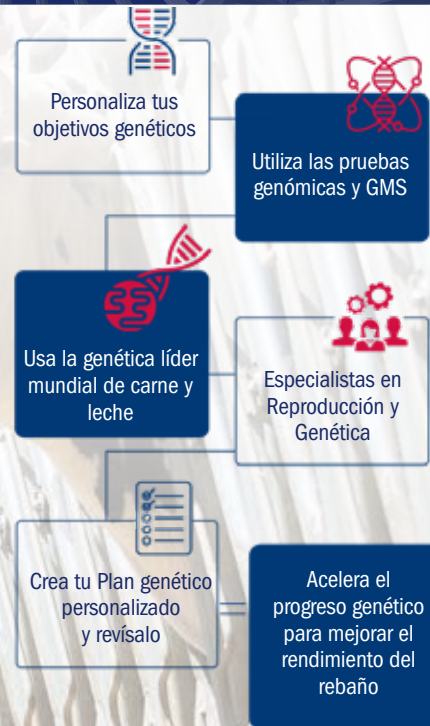 Personaliza tus
objetivos genéticos
Utiliza las pruebas
genómicas y GMS
Usa la genética líder
mundial de carne y
leche
Especialistas en
Reproducción y
Genética
Crea tu Plan genético
personalizado
y revísalo
Acelera el
progreso genético
para mejorar el
rendimiento del
rebaño